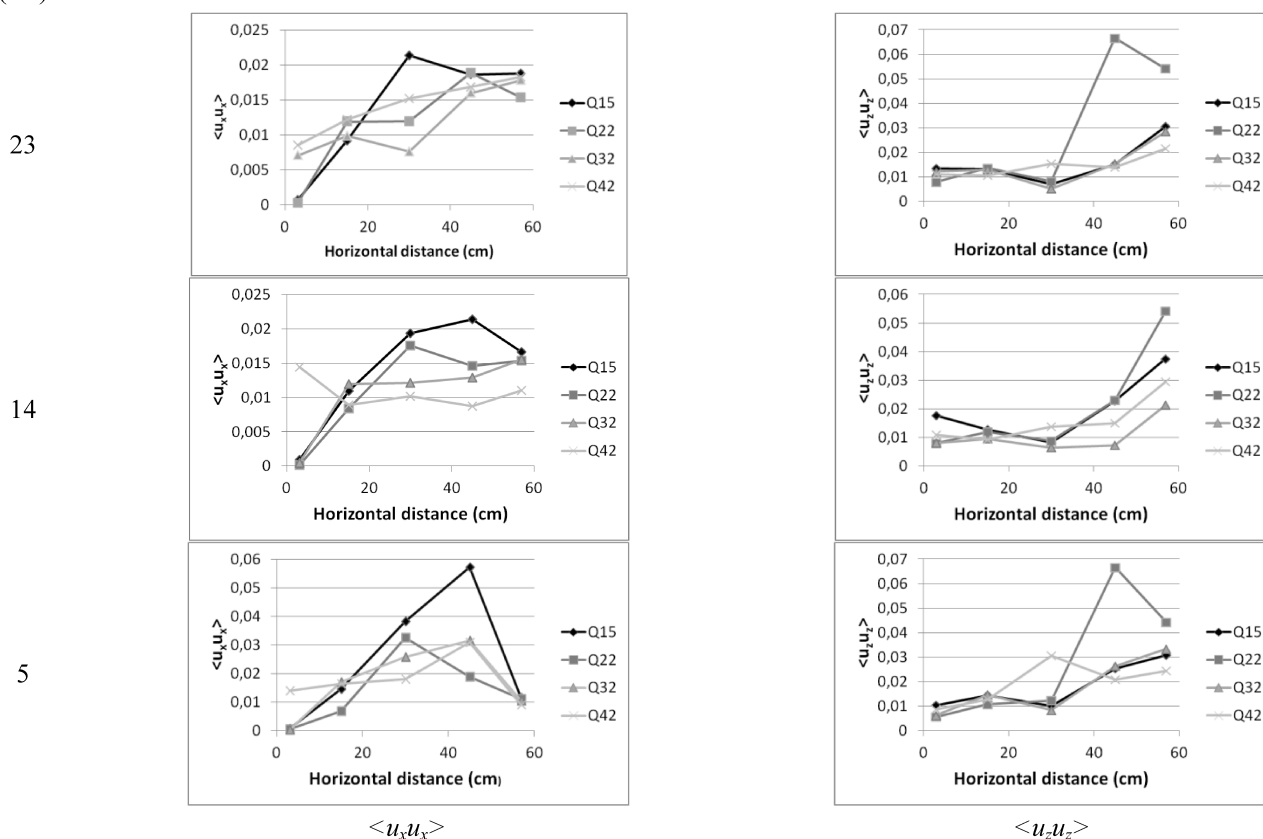 23
0,025
0,02
0,015
0,01
0,005
0
0 20 40 60
<uxux>
Horizontal distance (cm)
Q15
Q22
Q32
Q42
0,07
0,06
0,05
0,04
0,03
0,02
0,01
0
0 20 40 60
<uzuz>
Horizontal distance (cm)
Q15
Q22
Q32
Q42
14
0,025
0,02
0,015
0,01
0,005
0
0 20 40 60
<uxux>
Horizontal distance (cm)
Q15
Q22
Q32
Q42
0,06
0,05
0,04
0,03
0,02
0,01
0
0 20 40 60
<uzuz>
Horizontal distance (cm)
Q15
Q22
Q32
Q42
5
0,06
0,05
0,04
0,03
0,02
0,01
0
0 20 40 60
<uxux>
Horizontal distance (cm)
Q15
Q22
Q32
Q42
0,07
0,06
0,05
0,04
0,03
0,02
0,01
0
0 20 40 60
<uzuz>
Horizontal distance (cm)
Q15
Q22
Q32
Q42
<uxux>
<uzuz>